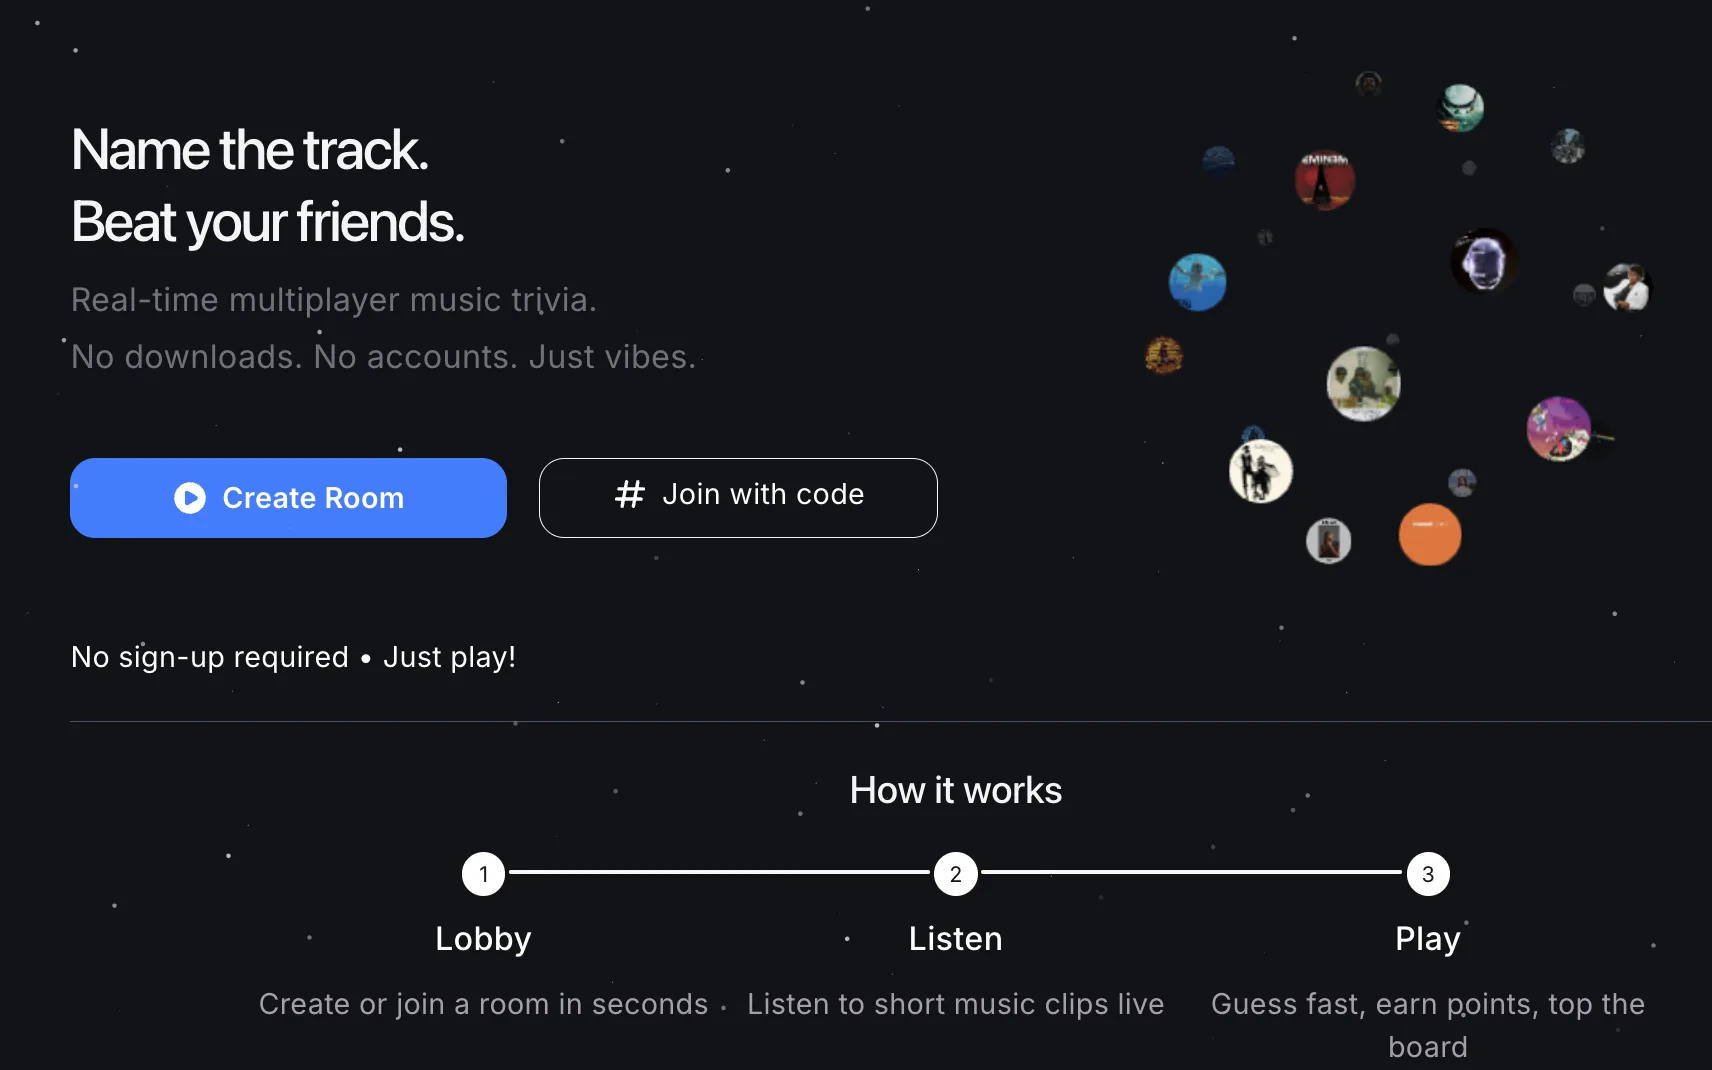 Name the track.
Beat your friends.
Real-time multiplayer music trivia.
No downloads. No accounts. Just vibes.
Create Room
# Join with code
No sign-up required • Just play!
EMINEM
How it works
1
2
3
Lobby
Listen
Play
Create or join a room in seconds
Listen to short music clips live
Guess fast, earn points, top the
board